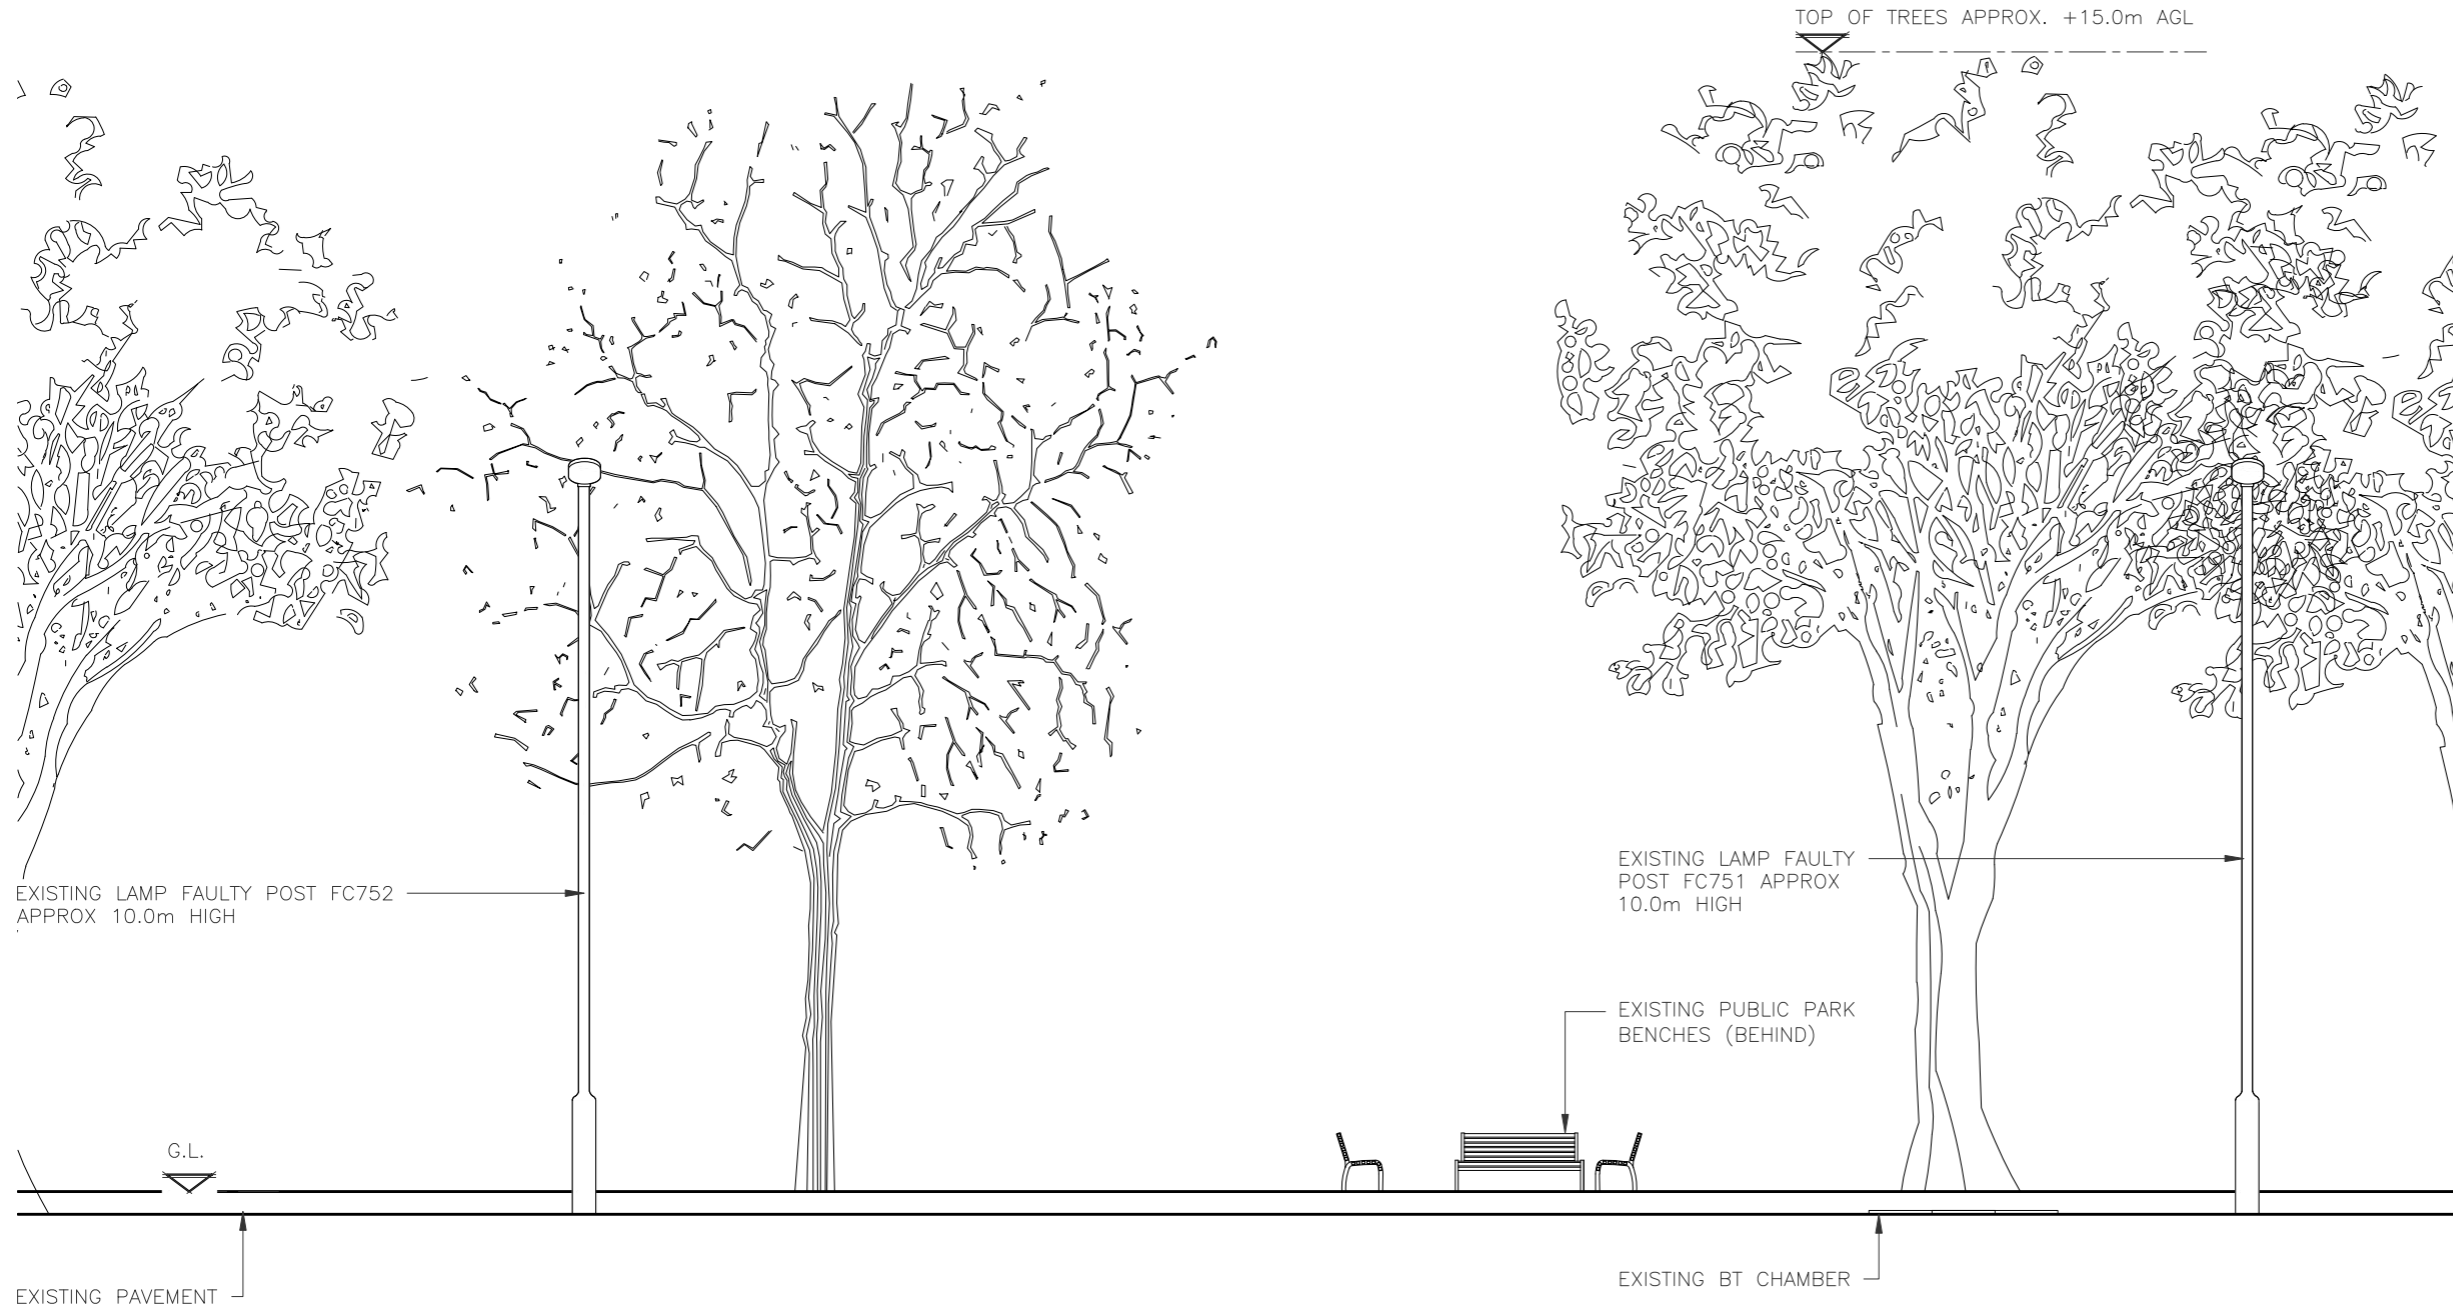 TOP OF TREES APPROX. +15.0m AGL
EXISTING LAMP FAULTY POST FC752
APPROX 10.0m HIGH
EXISTING LAMP FAULTY
POST FC751 APPROX
10.0m HIGH
EXISTING PUBLIC PARK
BENCHES (BEHIND)
G.L.
EXISTING PAVEMENT
EXISTING BT CHAMBER